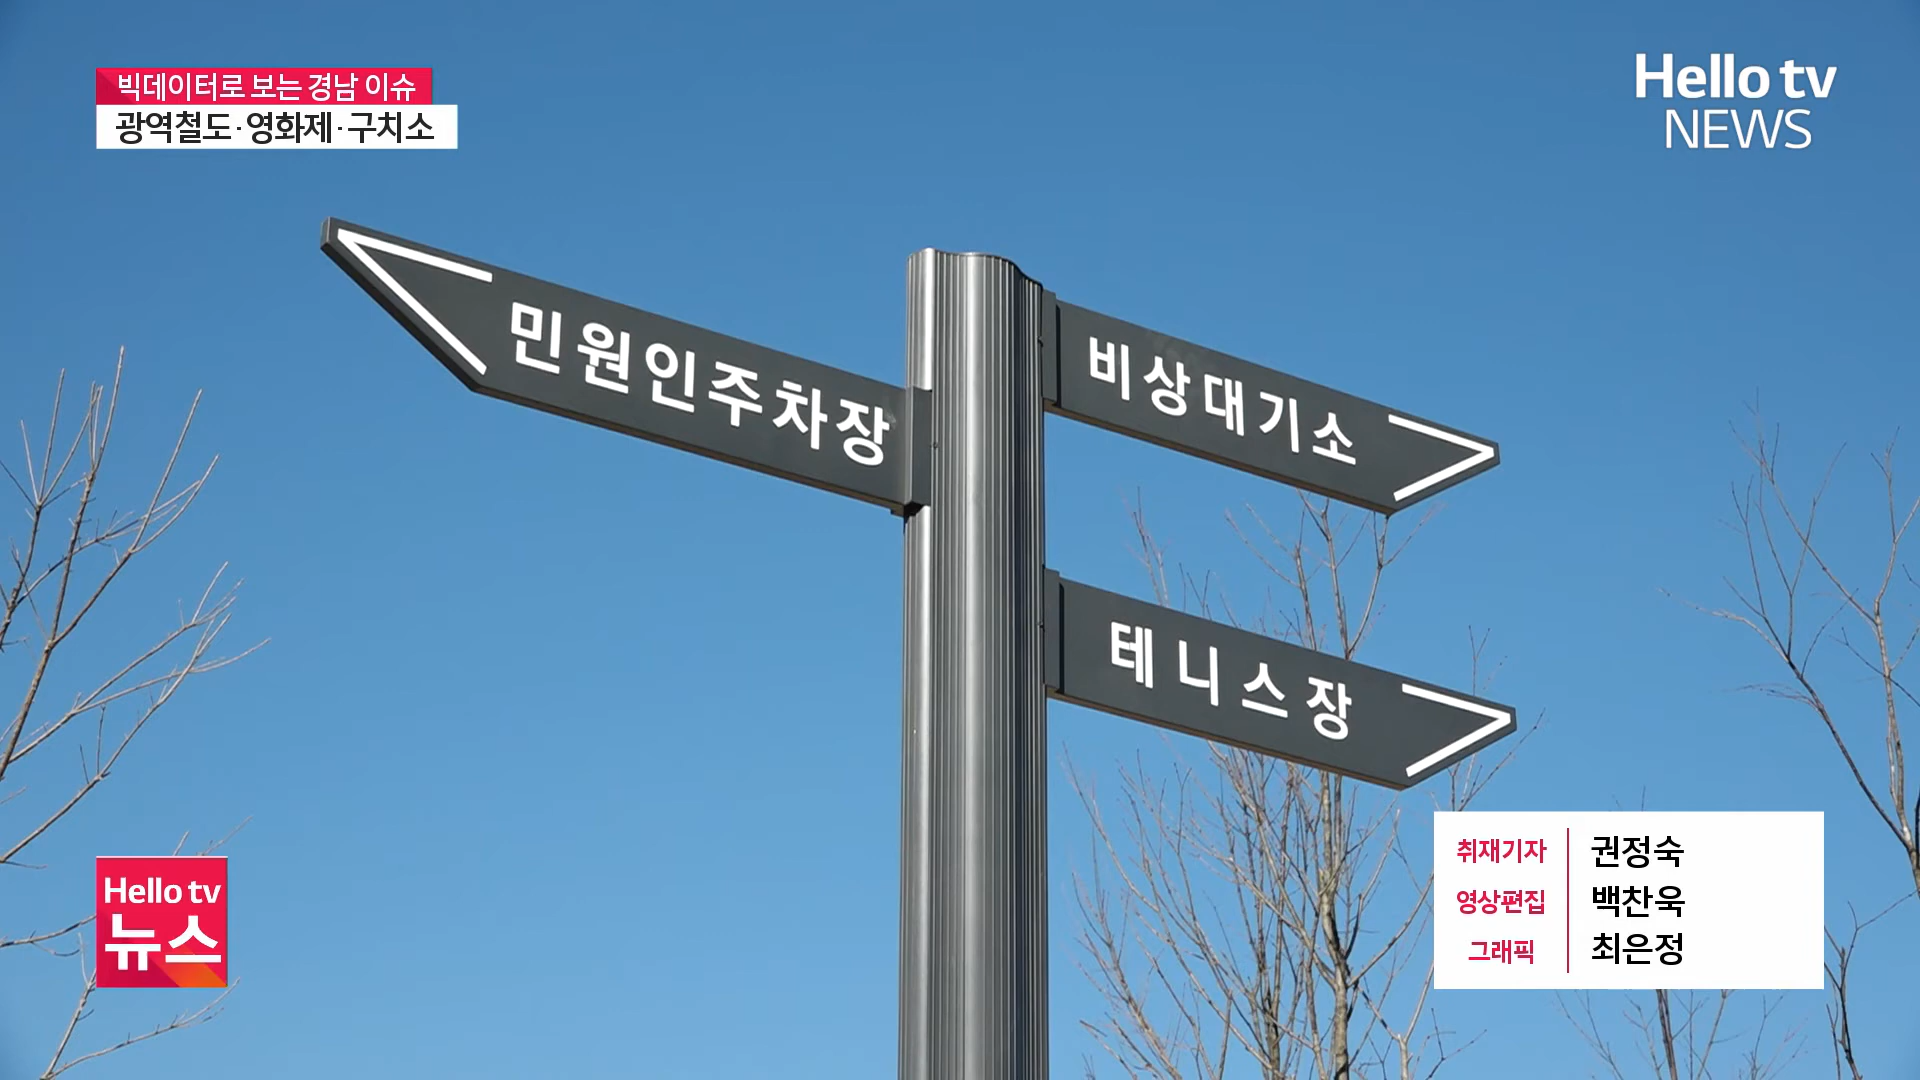 빅데이터로 보는 경남 이슈
광역철도·영화제·구치소
Hello tv
NEWS
민원인주차장
비상대기소
테니스장
취재기자 권정숙
영상편집 백찬욱
그래픽 최은정
Hello tv
뉴스